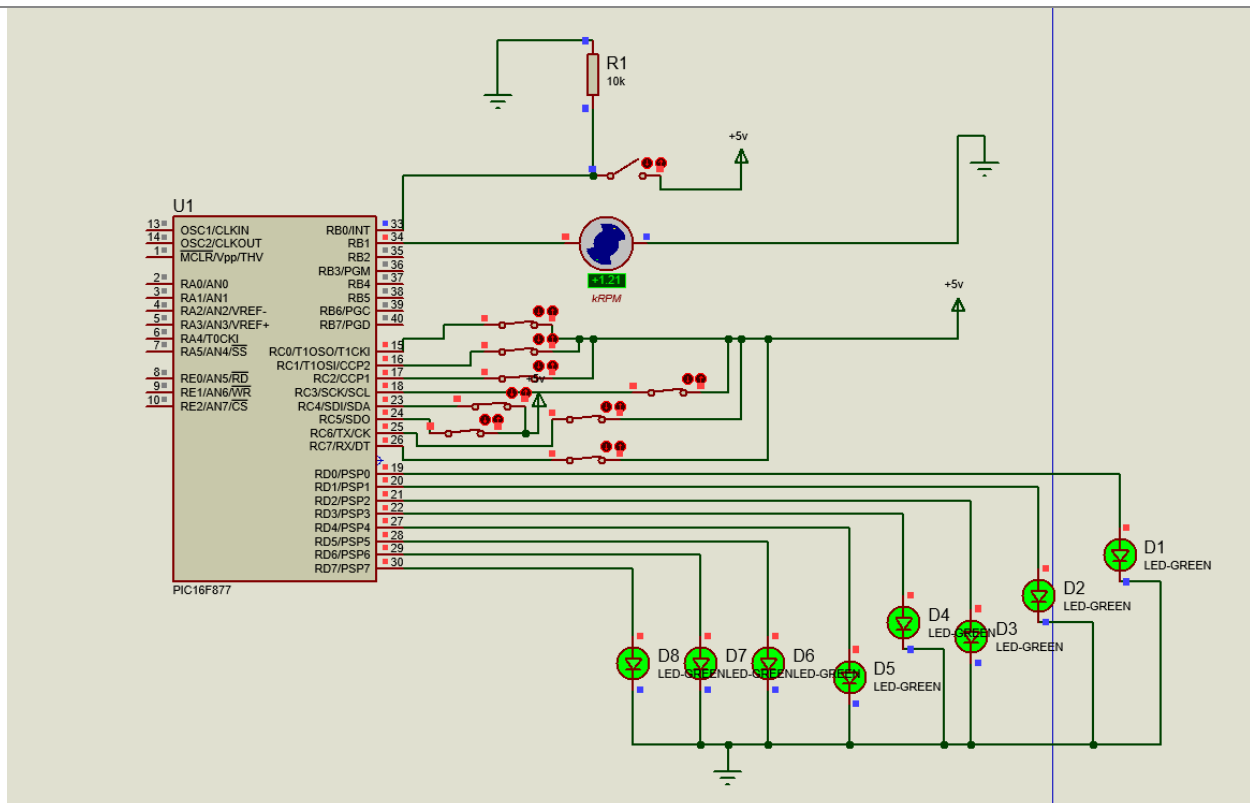 R1
10k
+5v
U1
13 OSC1/CLKIN
14 OSC2/CLKOUT
1 MCLR/Vpp/THV
2 RA0/AN0
3 RA1/AN1
4 RA2/AN2/VREF-
5 RA3/AN3/VREF+
6 RA4/T0CKI
7 RA5/AN4/SS
8 RE0/AN5/RD
9 RE1/AN6/WR
10 RE2/AN7/CS
RB0/INT 33
RB1 34
RB2 35
RB3/PGM 36
RB4 37
RB5 38
RB6/PGC 39
RB7/PGD 40
RC0/T1OSO/T1CKI 15
RC1/T1OSI/CCP2 16
RC2/CCP1 17
RC3/SCK/SCL 18
RC4/SDI/SDA 23
RC5/SDO 24
RC6/TX/CK 25
RC7/RX/DT 26
RD0/PSP0 19
RD1/PSP1 20
RD2/PSP2 21
RD3/PSP3 22
RD4/PSP4 27
RD5/PSP5 28
RD6/PSP6 29
RD7/PSP7 30
PIC16F877
+1.21
kRPM
+5v
+5v
D1
LED-GREEN
D2
LED-GREEN
D4
LED-GREEN
D3
LED-GREEN
D8
LED-GREEN
D7
LED-GREEN
D6
LED-GREEN
D5
LED-GREEN